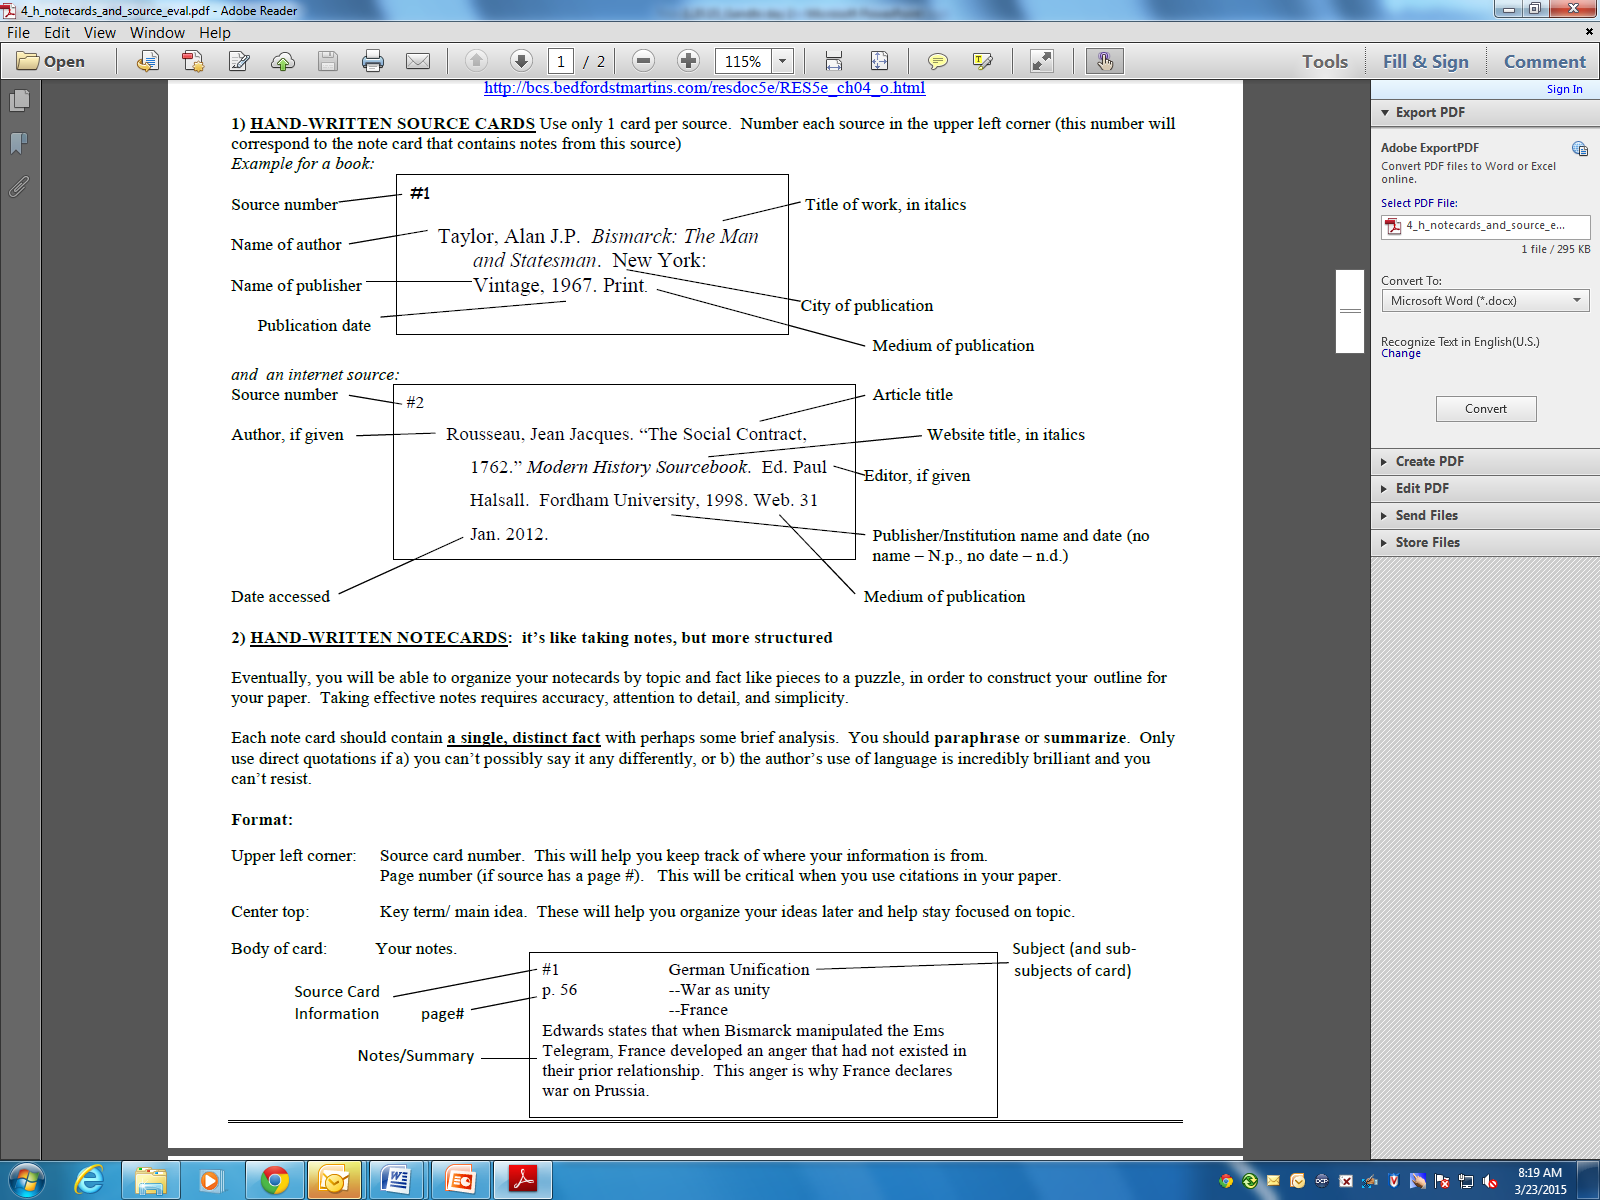 4_h_notecards_and_source_eval.pdf - Adobe Reader
File Edit View Window Help
Open 1 / 2 115% Tools Fill & Sign Comment
Sign In
http://bcs.bedfordstmartins.com/resdoc5e/RES5e_ch04_o.html
1) HAND-WRITTEN SOURCE CARDS Use only 1 card per source. Number each source in the upper left corner (this number will
correspond to the note card that contains notes from this source)
Example for a book:
#1
Source number
Title of work, in italics
Name of author
Taylor, Alan J.P. Bismarck: The Man
and Statesman. New York:
Name of publisher
Vintage, 1967. Print.
City of publication
Publication date
Medium of publication
and an internet source:
Source number
#2
Article title
Author, if given
Rousseau, Jean Jacques. “The Social Contract,
Website title, in italics
1762.” Modern History Sourcebook. Ed. Paul
Editor, if given
Halsall. Fordham University, 1998. Web. 31
Jan. 2012.
Publisher/Institution name and date (no
name – N.p., no date – n.d.)
Date accessed
Medium of publication
2) HAND-WRITTEN NOTECARDS: it’s like taking notes, but more structured
Eventually, you will be able to organize your notecards by topic and fact like pieces to a puzzle, in order to construct your outline for
your paper. Taking effective notes requires accuracy, attention to detail, and simplicity.
Each note card should contain a single, distinct fact with perhaps some brief analysis. You should paraphrase or summarize. Only
use direct quotations if a) you can’t possibly say it any differently, or b) the author’s use of language is incredibly brilliant and you
can’t resist.
Format:
Upper left corner: Source card number. This will help you keep track of where your information is from.
Page number (if source has a page #). This will be critical when you use citations in your paper.
Center top: Key term/ main idea. These will help you organize your ideas later and help stay focused on topic.
Body of card: Your notes.
Subject (and sub-
subjects of card)
#1 German Unification
p. 56 --War as unity
--France
Source Card
Information page#
Notes/Summary
Edwards states that when Bismarck manipulated the Ems
Telegram, France developed an anger that had not existed in
their prior relationship. This anger is why France declares
war on Prussia.
Export PDF
Adobe ExportPDF
Convert PDF files to Word or Excel
online.
Select PDF File:
4_h_notecards_and_source_e...
1 file / 295 KB
Convert To:
Microsoft Word (*.docx)
Recognize Text in English(U.S.)
Change
Convert
Create PDF
Edit PDF
Send Files
Store Files
8:19 AM
3/23/2015